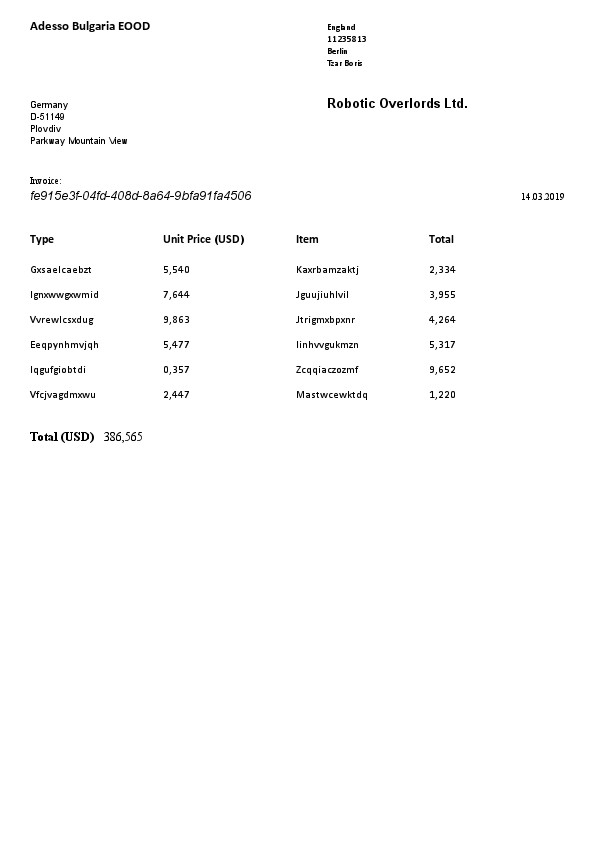 Adesso Bulgaria EOOD
England
11235813
Berlin
Tzar Boris
Robotic Overlords Ltd.
Germany
D-51149
Plovdiv
Parkway Mountain View
Invoice:
fe915e3f-04fd-408d-8a64-9bfa91fa4506
14.03.2019
Type Unit Price (USD) Item Total
Gxsaelcaebzt 5,540 Kaxrbamzaktj 2,334
Ignxwwgxwmid 7,644 Jguujiuhlvil 3,955
Vvrewlcsxdug 9,863 Jtrigmxbpxnr 4,264
Eeqpynhmvjqh 5,477 Iinhvvgukmzn 5,317
Iqgufgiobtdi 0,357 Zcqqiaczozmf 9,652
Vfcjvagdmxwu 2,447 Mastwcewktdq 1,220
Total (USD) 386,565